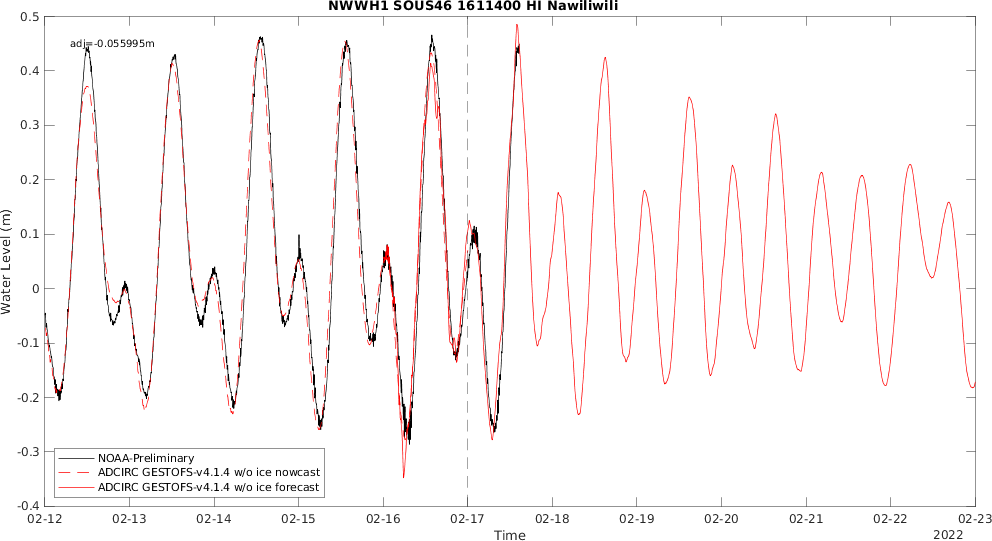 NWWH1 SOUS46 1611400 HI Nawiliwili
adj=-0.055995m
0.5
0.4
0.3
0.2
0.1
0
-0.1
-0.2
-0.3
-0.4
Water Level (m)
NOAA-Preliminary
ADCIRC GESTOFS-v4.1.4 w/o ice nowcast
ADCIRC GESTOFS-v4.1.4 w/o ice forecast
02-12 02-13 02-14 02-15 02-16 02-17 02-18 02-19 02-20 02-21 02-22 02-23
Time
2022